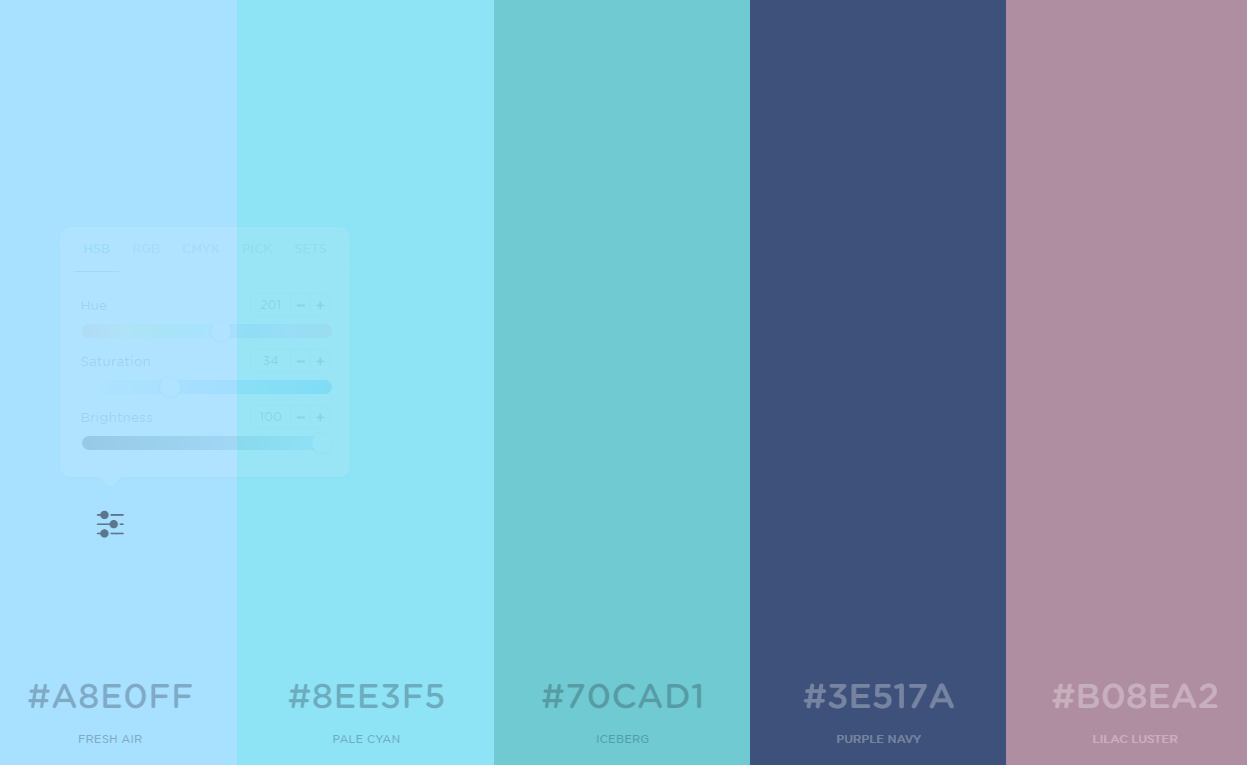 HSB RGB CMYK PICK SETS
Hue 201 − +
Saturation 34 − +
Brightness 100 − +
#A8E0FF #8EE3F5 #70CAD1 #3E517A #B08EA2
FRESH AIR PALE CYAN ICEBERG PURPLE NAVY LILAC LUSTER